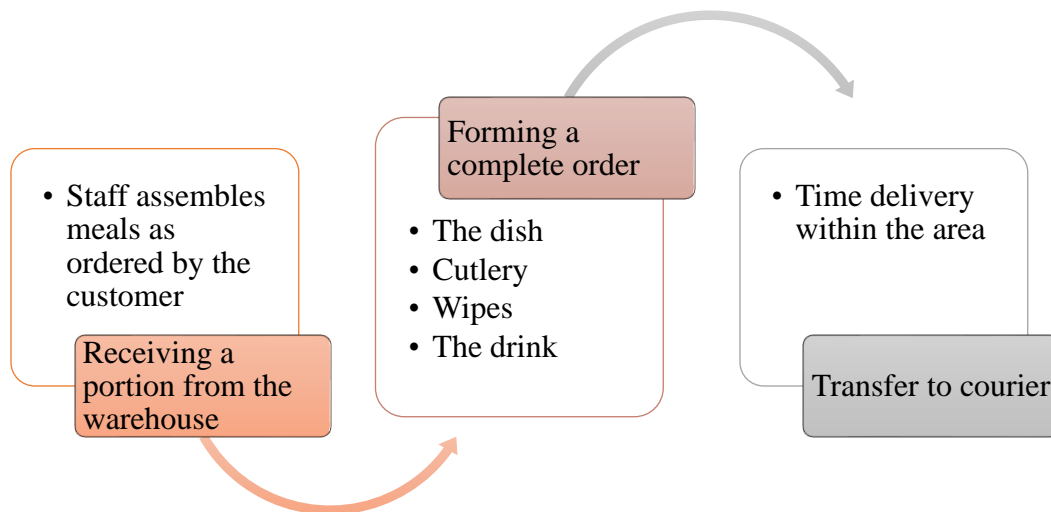 • Staff assembles
meals as
ordered by the
customer
Receiving a
portion from the
warehouse
Forming a
complete order
• The dish
• Cutlery
• Wipes
• The drink
• Time delivery
within the area
Transfer to courier